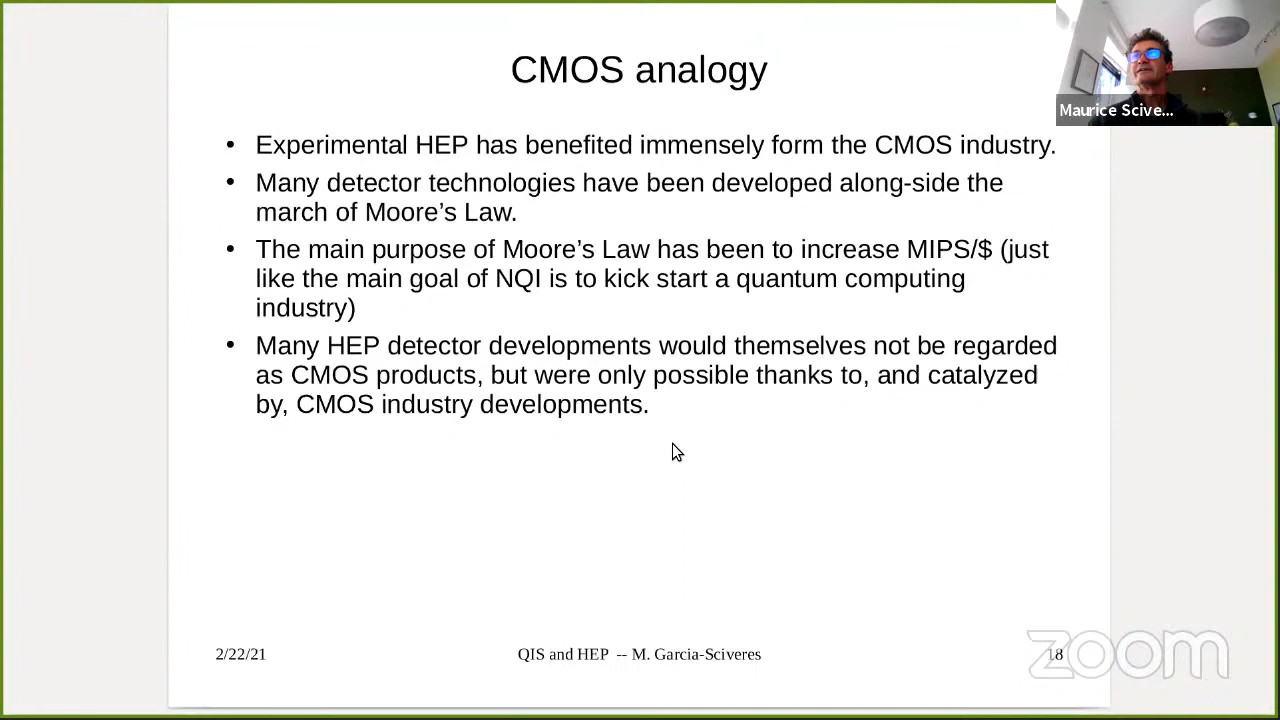 CMOS analogy
Maurice Scive...
• Experimental HEP has benefited immensely form the CMOS industry.
• Many detector technologies have been developed along-side the
march of Moore’s Law.
• The main purpose of Moore’s Law has been to increase MIPS/$ (just
like the main goal of NQI is to kick start a quantum computing
industry)
• Many HEP detector developments would themselves not be regarded
as CMOS products, but were only possible thanks to, and catalyzed
by, CMOS industry developments.
2/22/21
QIS and HEP -- M. Garcia-Sciveres
18
zoom